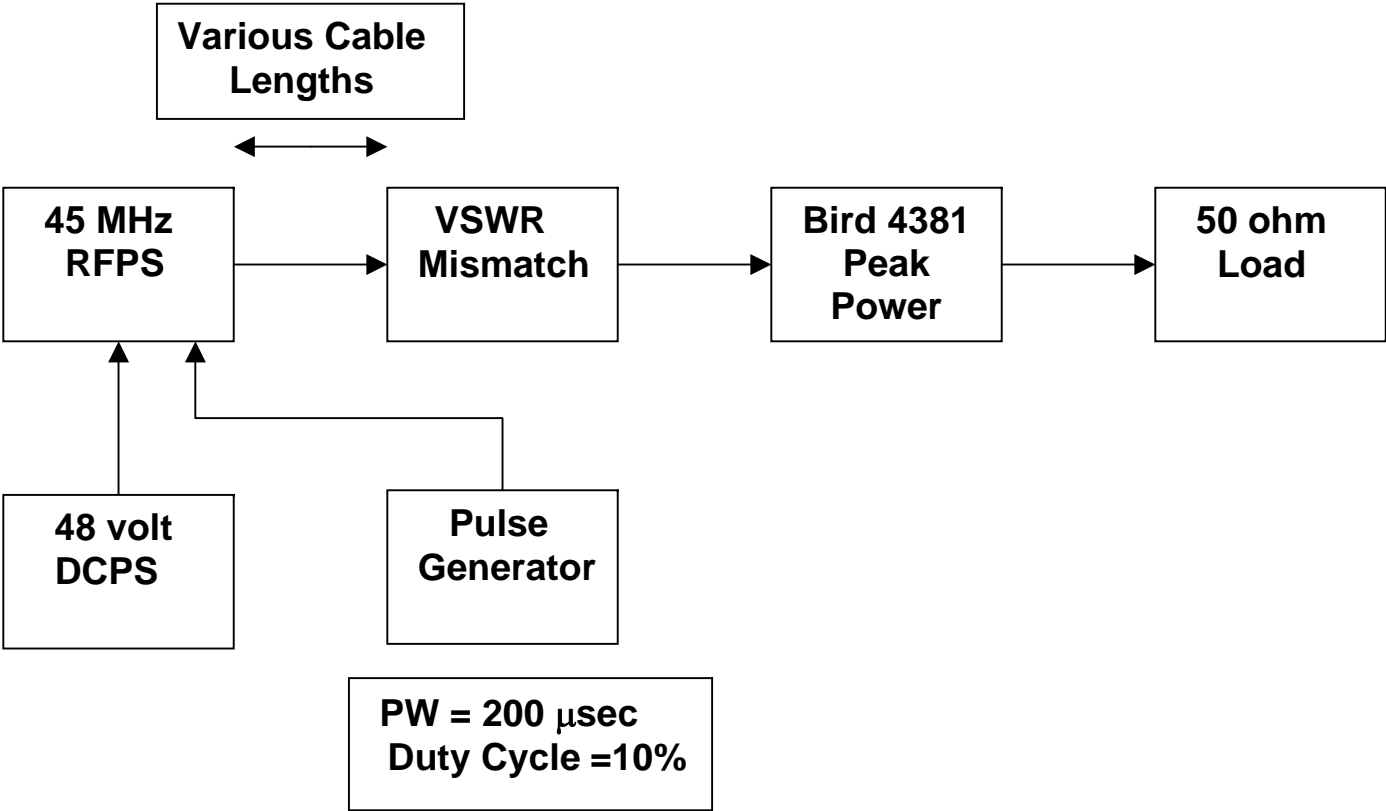 Various Cable
Lengths
45 MHz
RFPS
VSWR
Mismatch
Bird 4381
Peak
Power
50 ohm
Load
48 volt
DCPS
Pulse
Generator
PW = 200 μsec
Duty Cycle =10%